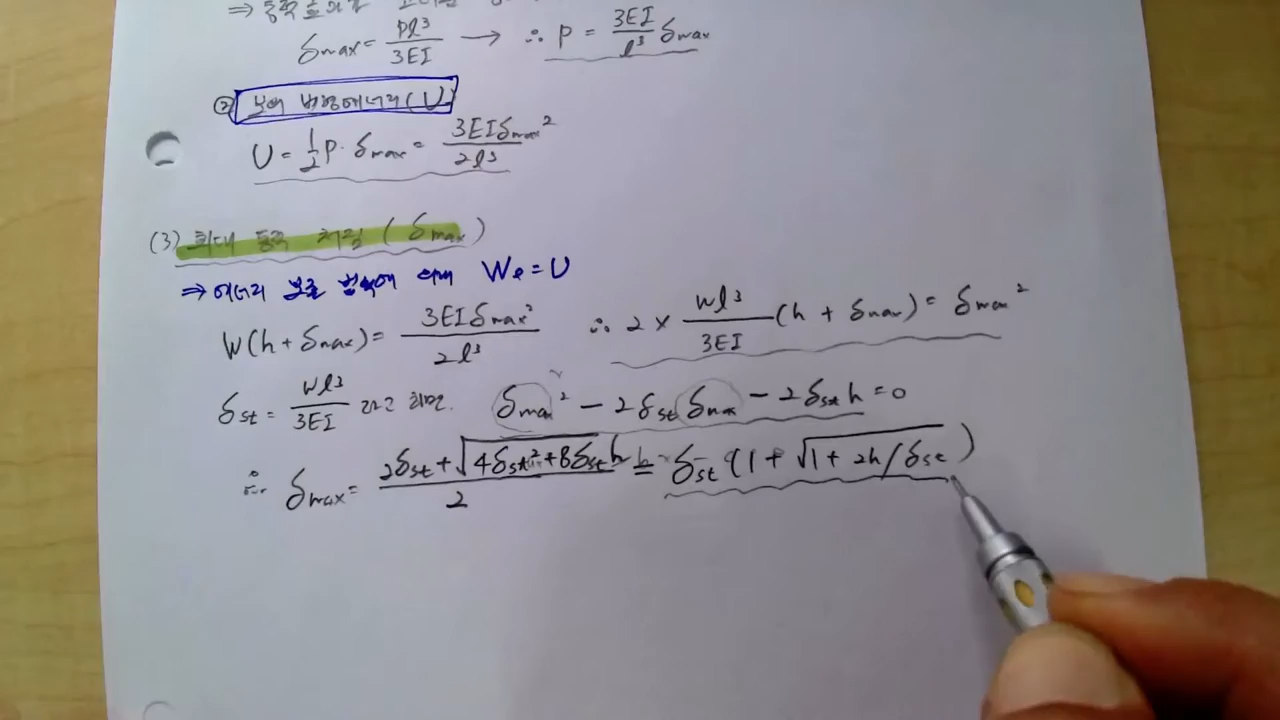 δmax = Pl³/3EI → ∴ P = 3EI/l³ δmax
② 보의 변형에너지(U)
U = 1/2 P · δmax = 3EIδmax²/2l³
(3) 최대 동적 처짐 (δmax)
⇒ 에너지 보존 법칙에 의해 We = U
W(h + δmax) = 3EIδmax²/2l³ ∴ 2 × Wl³/3EI (h + δmax) = δmax²
δst = Wl³/3EI 라고 하면. δmax² − 2δst δmax − 2δst h = 0
∴ δmax = 2δst + √4δst² + 8δst h / 2 = δst (1 + √1 + 2h/δst)